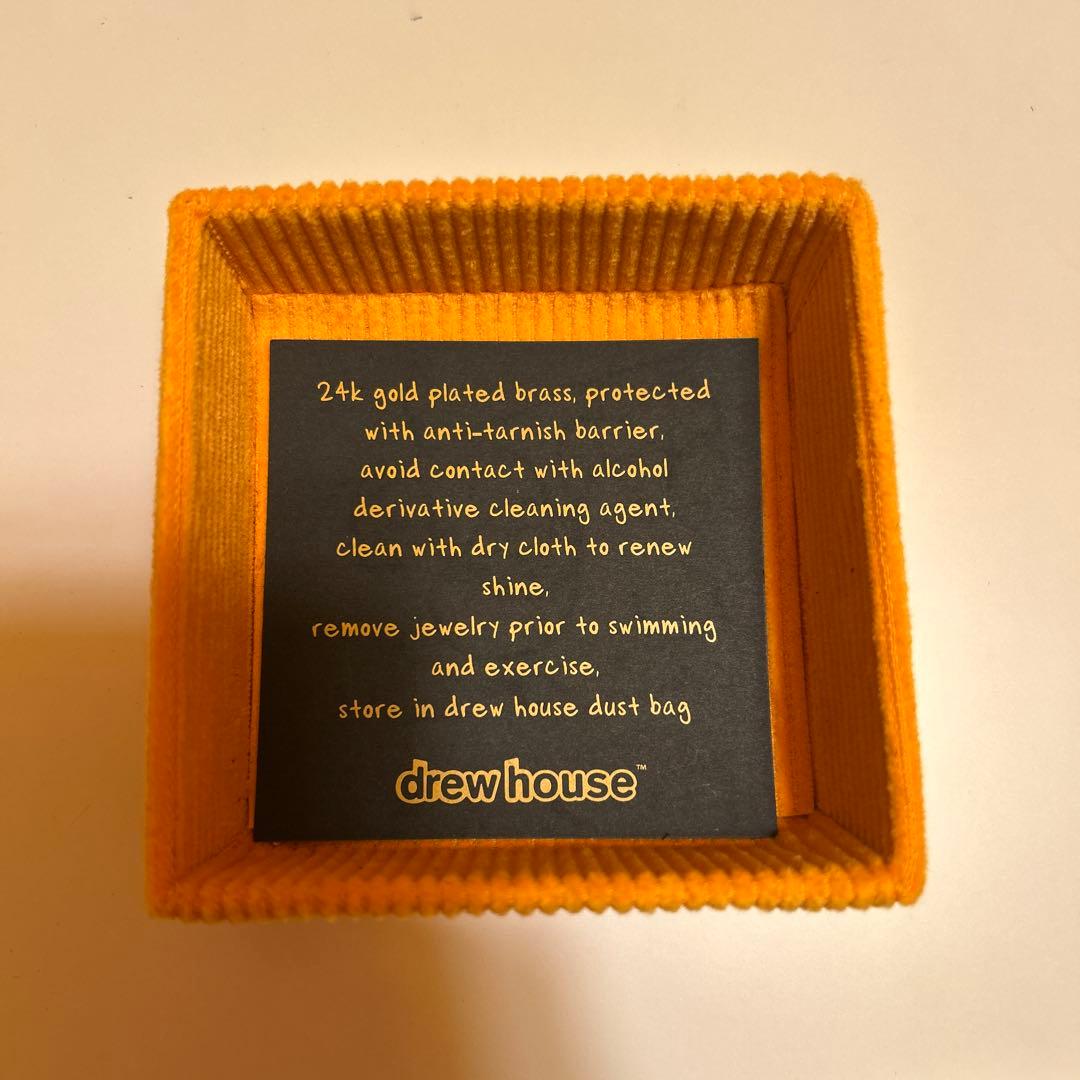 24k gold plated brass, protected
with anti-tarnish barrier,
avoid contact with alcohol
derivative cleaning agent,
clean with dry cloth to renew
shine,
remove jewelry prior to swimming
and exercise,
store in drew house dust bag
drew house™